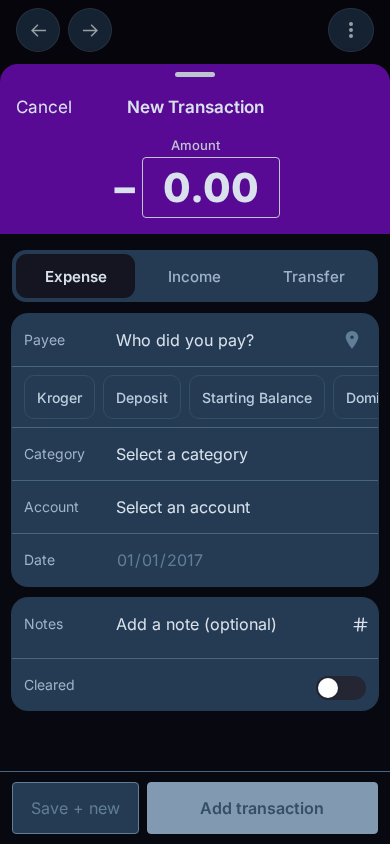 Cancel New Transaction
Amount
– 0.00
Expense Income Transfer
Payee Who did you pay?
Kroger Deposit Starting Balance Domi
Category Select a category
Account Select an account
Date 01/01/2017
Notes Add a note (optional) #
Cleared
Save + new Add transaction